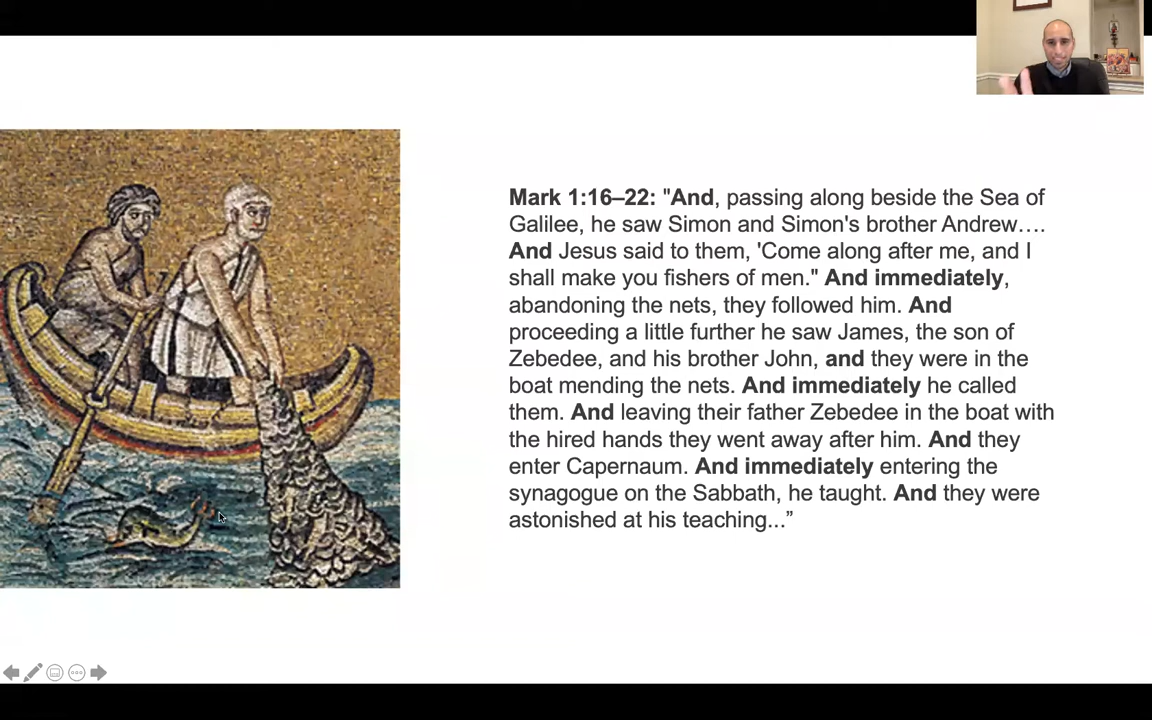 Mark 1:16–22: "And, passing along beside the Sea of
Galilee, he saw Simon and Simon's brother Andrew….
And Jesus said to them, 'Come along after me, and I
shall make you fishers of men." And immediately,
abandoning the nets, they followed him. And
proceeding a little further he saw James, the son of
Zebedee, and his brother John, and they were in the
boat mending the nets. And immediately he called
them. And leaving their father Zebedee in the boat with
the hired hands they went away after him. And they
enter Capernaum. And immediately entering the
synagogue on the Sabbath, he taught. And they were
astonished at his teaching...”